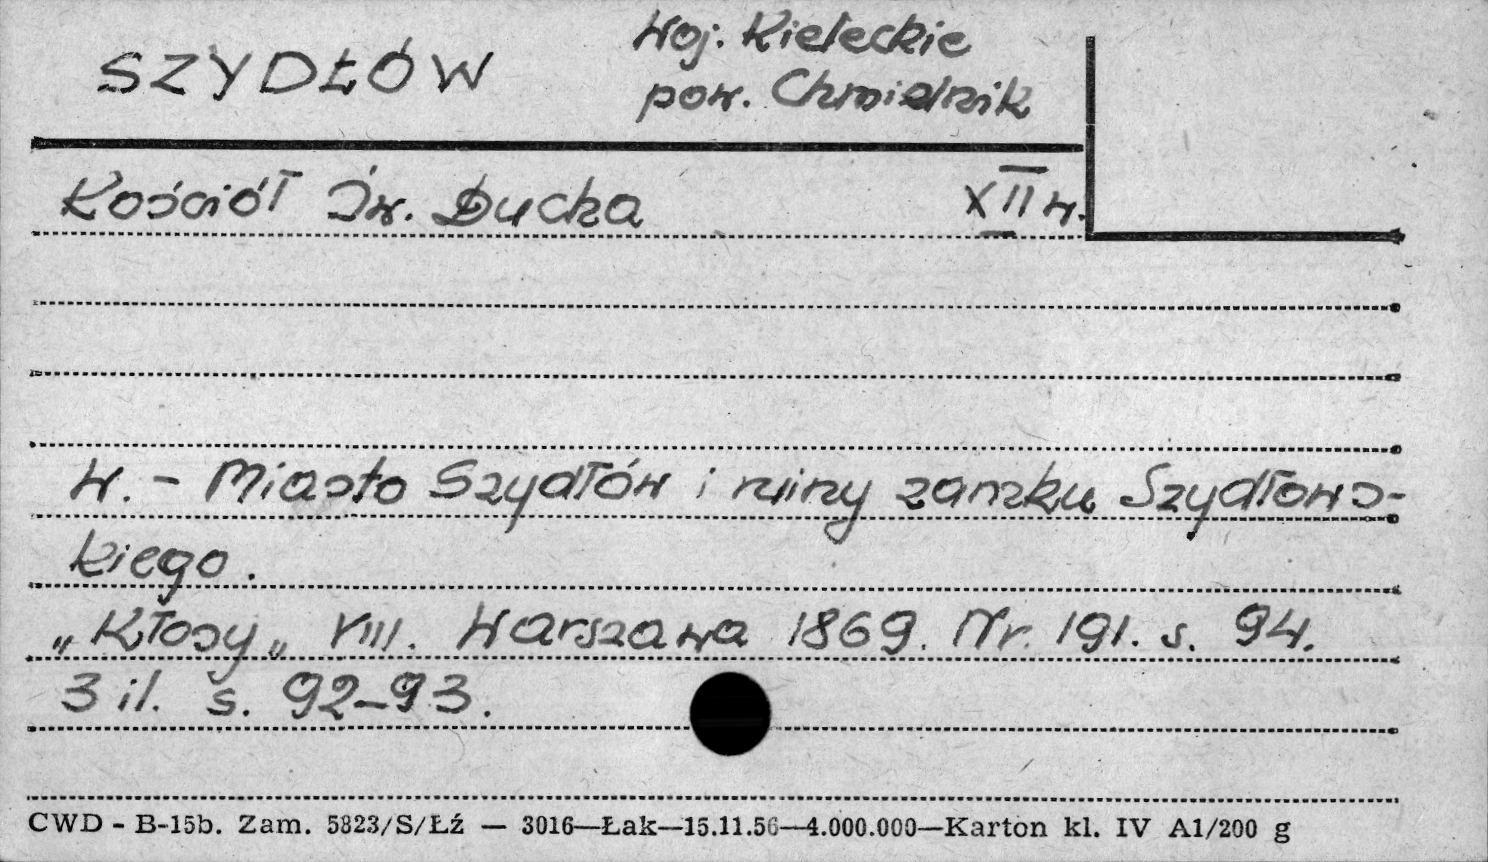 SZYDŁÓW
Woj. Kieleckie
pow. Chmielnik
Kościół Św. Ducha XII w.
W. - Miasto Szydłów i ruiny zamku Szydłows-
kiego.
„Kłosy„ VIII. Warszawa 1869. Nr. 191. s. 94.
3 il. s. 92-93.
CWD - B-15b. Zam. 5823/S/Łź — 3016—Łak—15.11.56—4.000.000—Karton kl. IV A1/200 g